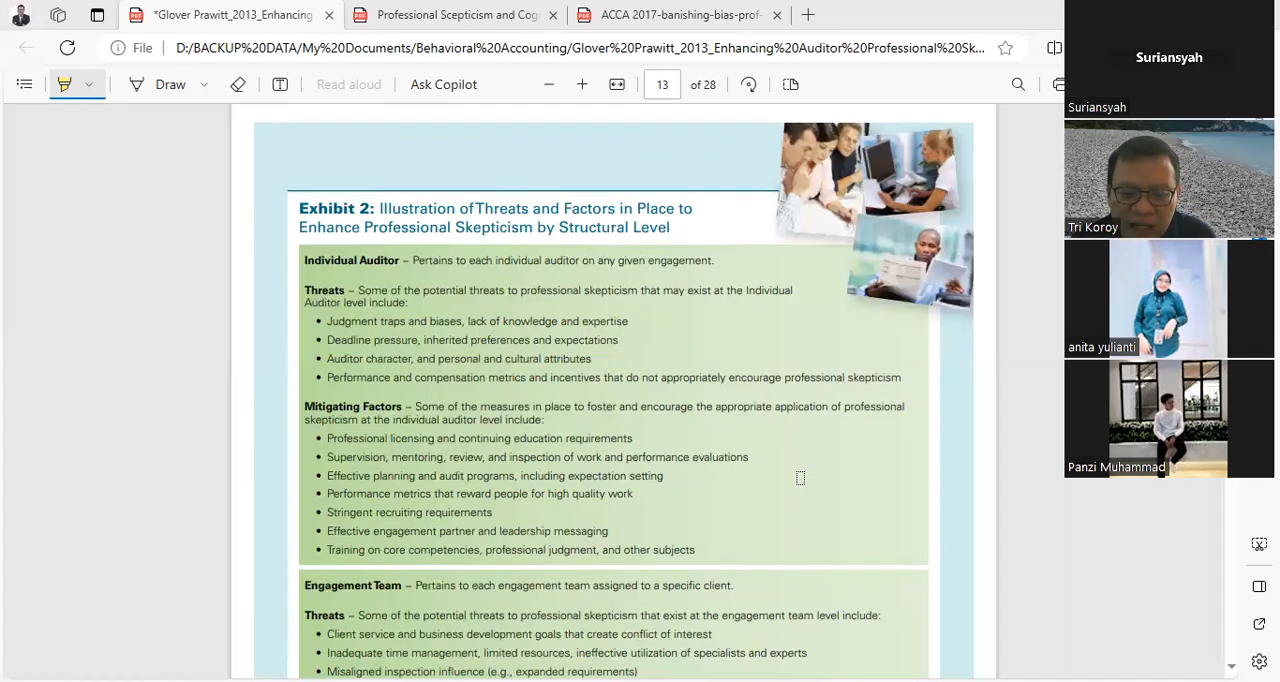 *Glover Prawitt_2013_Enhancing
Professional Scepticism and Cog
ACCA 2017-banishing-bias-prof-
File
D:/BACKUP%20DATA/My%20Documents/Behavioral%20Accounting/Glover%20Prawitt_2013_Enhancing%20Auditor%20Professional%20Sk...
Draw
Read aloud
Ask Copilot
13 of 28
Exhibit 2: Illustration of Threats and Factors in Place to
Enhance Professional Skepticism by Structural Level
Individual Auditor – Pertains to each individual auditor on any given engagement.
Threats – Some of the potential threats to professional skepticism that may exist at the Individual
Auditor level include:
• Judgment traps and biases, lack of knowledge and expertise
• Deadline pressure, inherited preferences and expectations
• Auditor character, and personal and cultural attributes
• Performance and compensation metrics and incentives that do not appropriately encourage professional skepticism
Mitigating Factors – Some of the measures in place to foster and encourage the appropriate application of professional
skepticism at the individual auditor level include:
• Professional licensing and continuing education requirements
• Supervision, mentoring, review, and inspection of work and performance evaluations
• Effective planning and audit programs, including expectation setting
• Performance metrics that reward people for high quality work
• Stringent recruiting requirements
• Effective engagement partner and leadership messaging
• Training on core competencies, professional judgment, and other subjects
Engagement Team – Pertains to each engagement team assigned to a specific client.
Threats – Some of the potential threats to professional skepticism that exist at the engagement team level include:
• Client service and business development goals that create conflict of interest
• Inadequate time management, limited resources, ineffective utilization of specialists and experts
• Misaligned inspection influence (e.g., expanded requirements)
Suriansyah
Suriansyah
Tri Koroy
anita yulianti
Panzi Muhammad